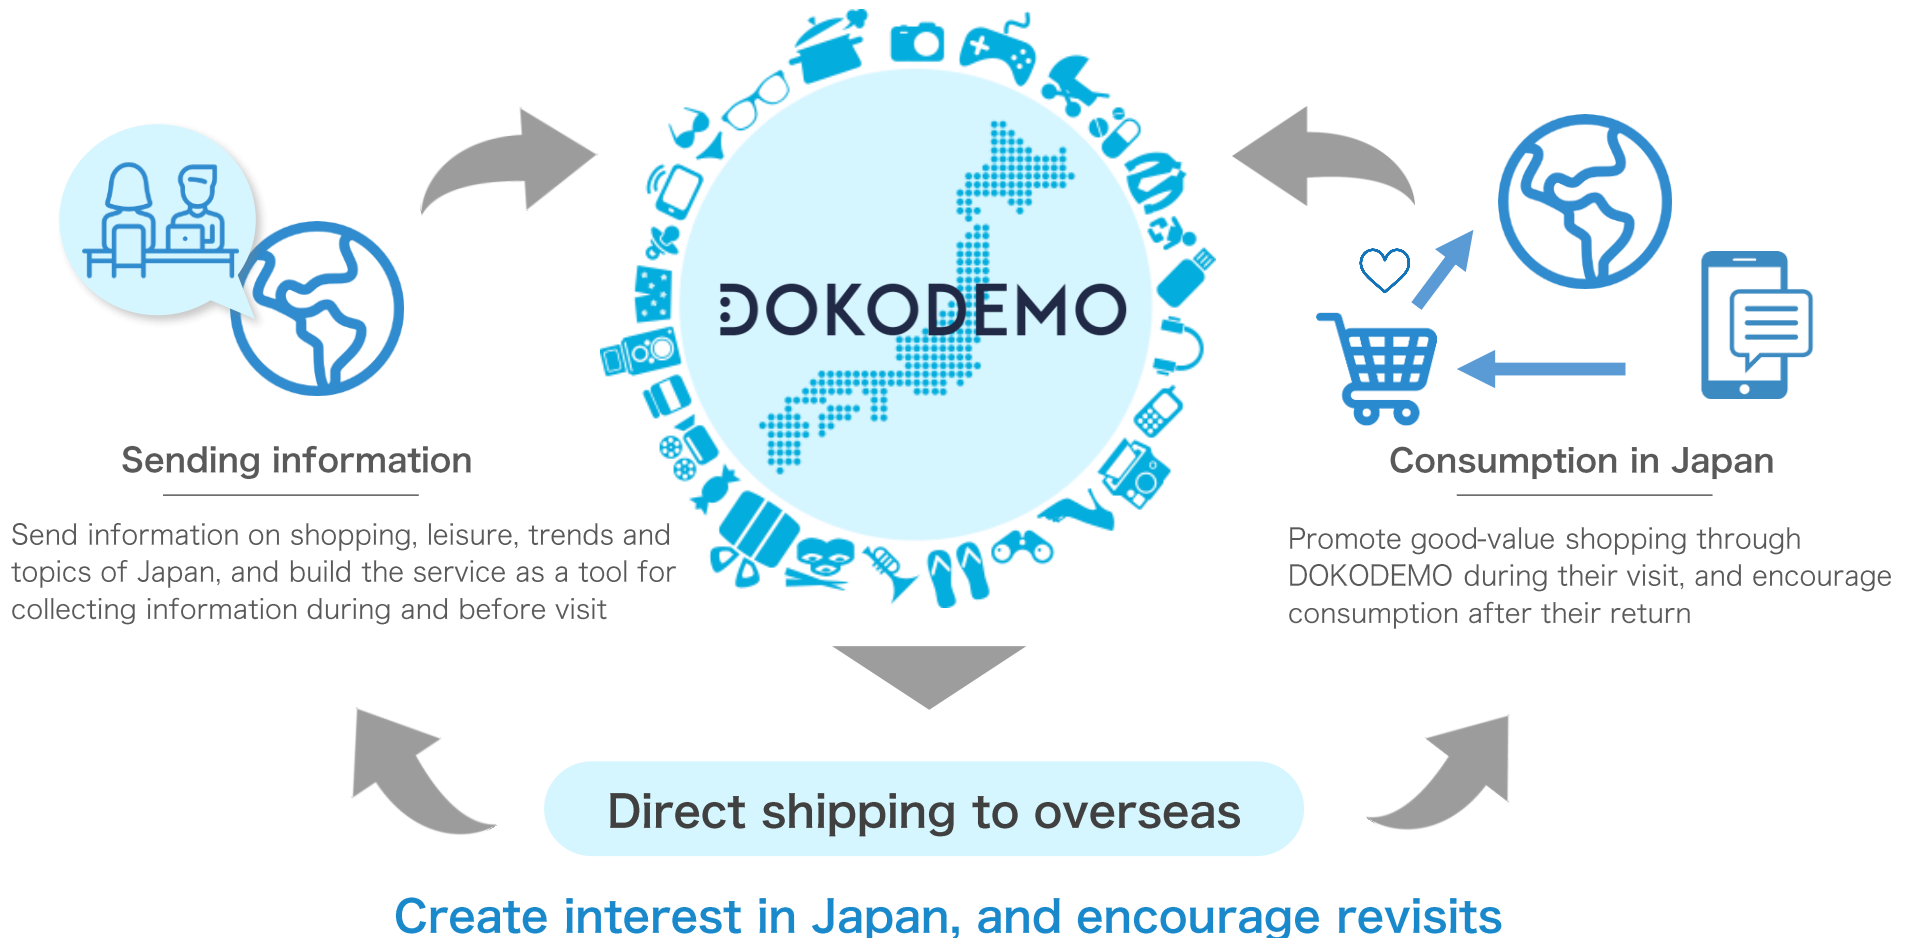 DOKODEMO
Sending information
Send information on shopping, leisure, trends and
topics of Japan, and build the service as a tool for
collecting information during and before visit
Consumption in Japan
Promote good-value shopping through
DOKODEMO during their visit, and encourage
consumption after their return
Direct shipping to overseas
Create interest in Japan, and encourage revisits